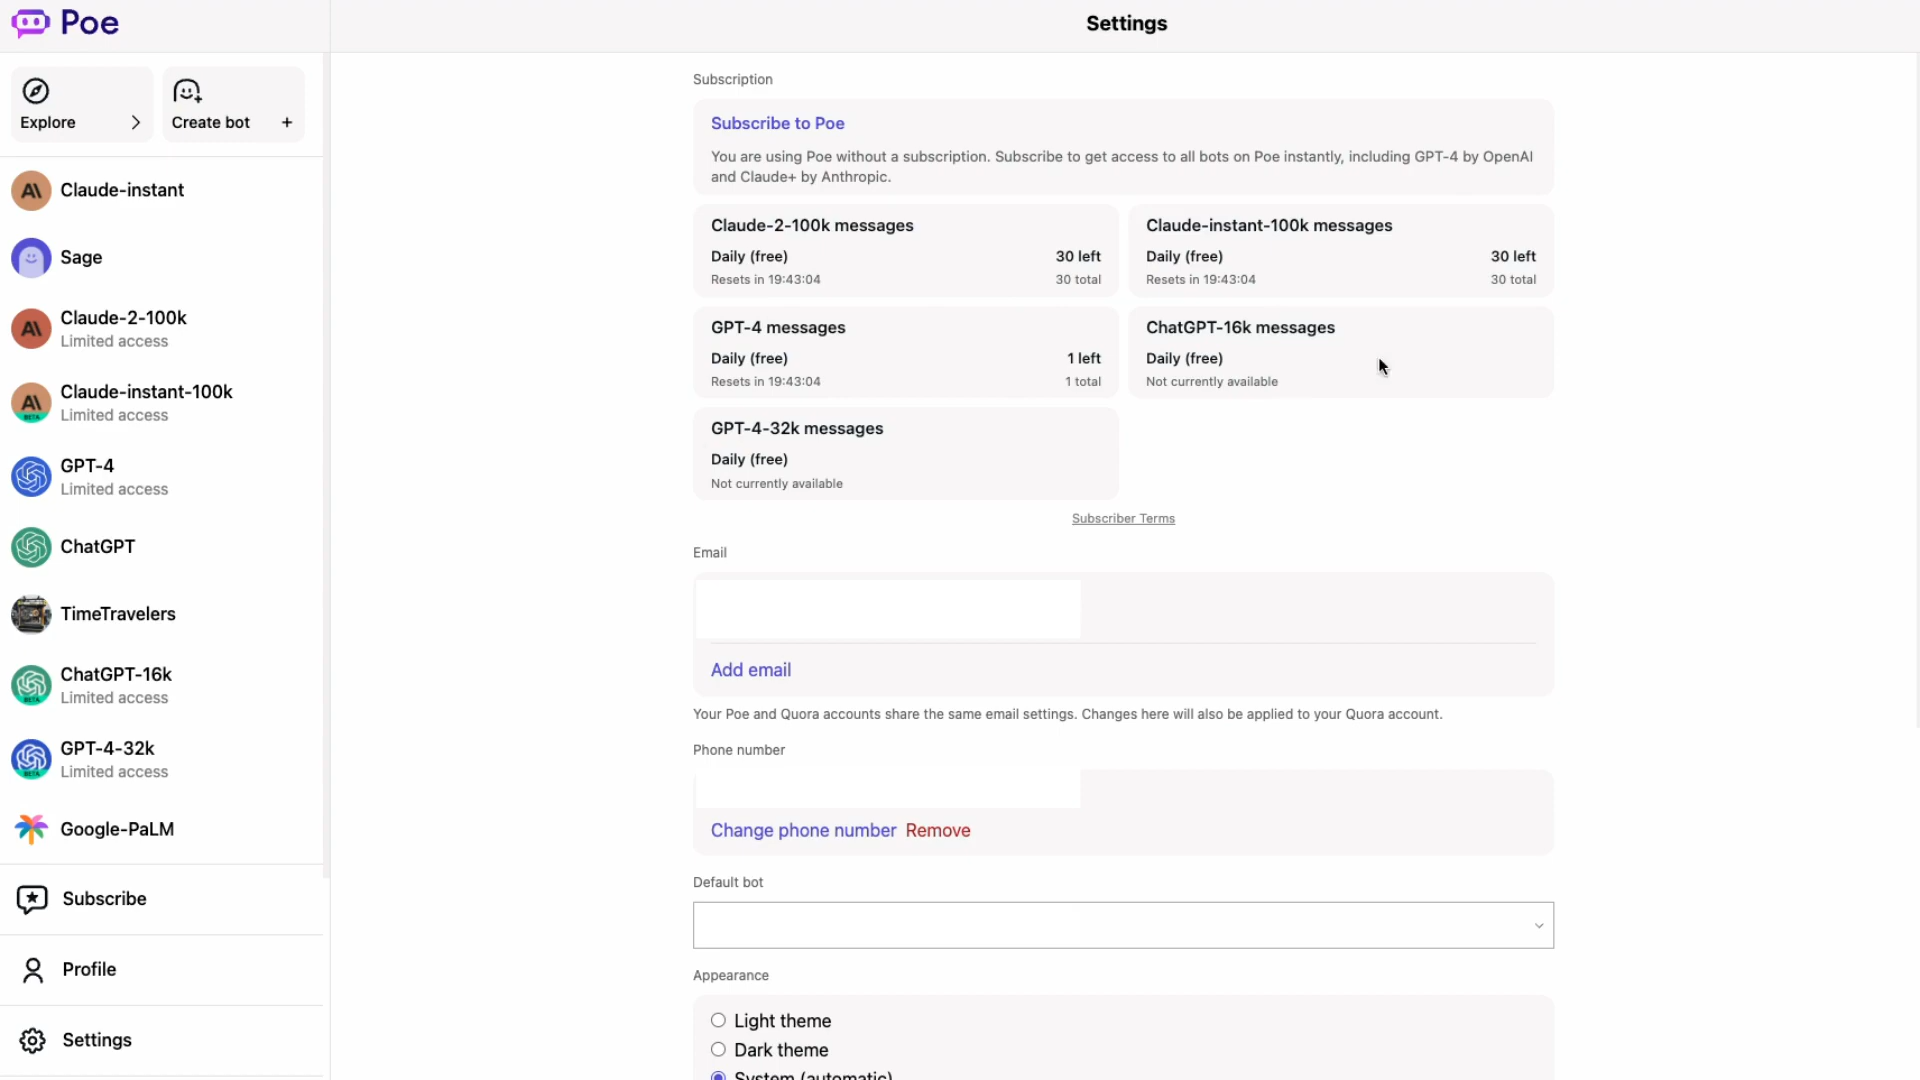 Poe
Settings
Explore
Create bot +
Claude-instant
Sage
Claude-2-100k
Limited access
Claude-instant-100k
Limited access
BETA
GPT-4
Limited access
ChatGPT
TimeTravelers
ChatGPT-16k
Limited access
BETA
GPT-4-32k
Limited access
BETA
Google-PaLM
Subscribe
Profile
Settings
Subscription
Subscribe to Poe
You are using Poe without a subscription. Subscribe to get access to all bots on Poe instantly, including GPT-4 by OpenAI
and Claude+ by Anthropic.
Claude-2-100k messages
Daily (free) 30 left
Resets in 19:43:04 30 total
Claude-instant-100k messages
Daily (free) 30 left
Resets in 19:43:04 30 total
GPT-4 messages
Daily (free) 1 left
Resets in 19:43:04 1 total
ChatGPT-16k messages
Daily (free)
Not currently available
GPT-4-32k messages
Daily (free)
Not currently available
Subscriber Terms
Email
Add email
Your Poe and Quora accounts share the same email settings. Changes here will also be applied to your Quora account.
Phone number
Change phone number Remove
Default bot
Appearance
Light theme
Dark theme
System (automatic)